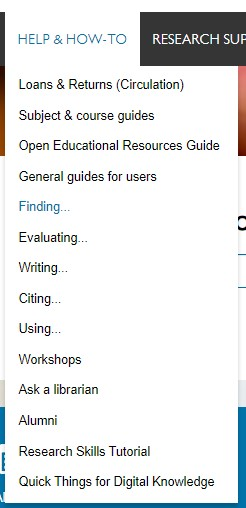 HELP & HOW-TO RESEARCH SUP
Loans & Returns (Circulation)
Subject & course guides
Open Educational Resources Guide
General guides for users
Finding...
Evaluating...
Writing...
Citing...
Using...
Workshops
Ask a librarian
Alumni
Research Skills Tutorial
Quick Things for Digital Knowledge